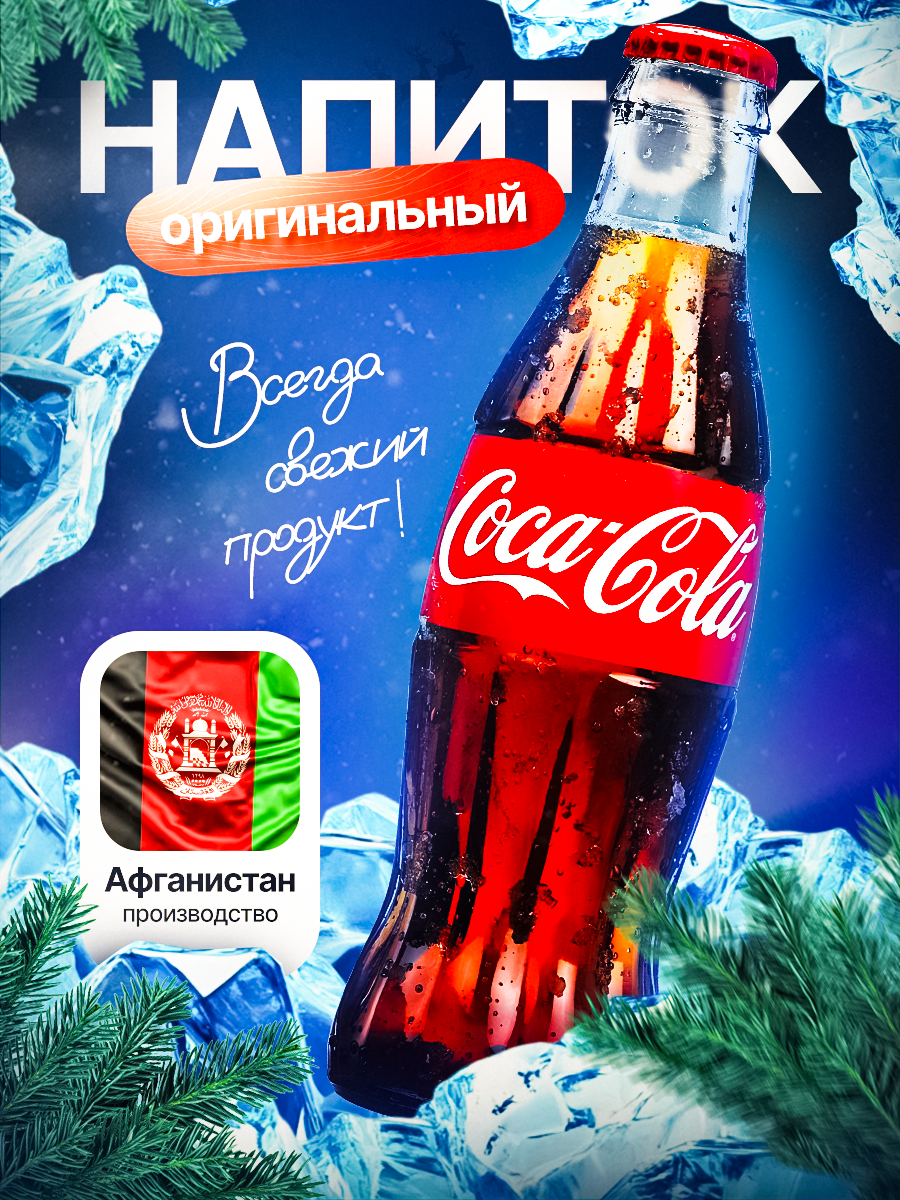 НАПИТОК
оригинальный
Всегда
свежий
продукт!
Coca-Cola
Афганистан
производство